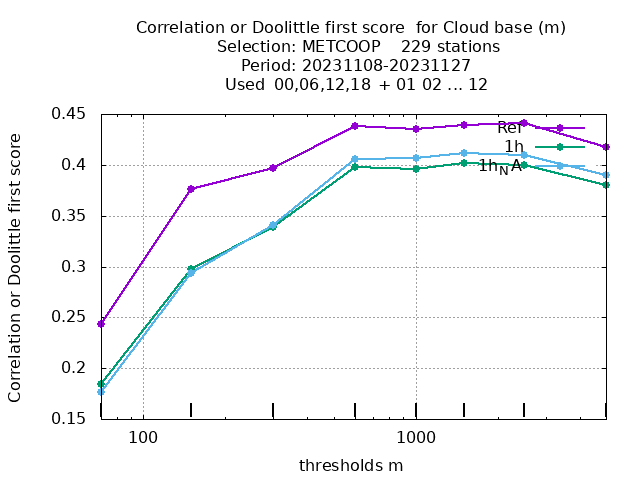 Correlation or Doolittle first score  for Cloud base (m)
Selection: METCOOP    229 stations
Period: 20231108-20231127
Used  00,06,12,18  + 01 02 ... 12
Correlation or Doolittle first score
0.45
0.4
0.35
0.3
0.25
0.2
0.15
Ref
1h
1h_N A
100
1000
thresholds m